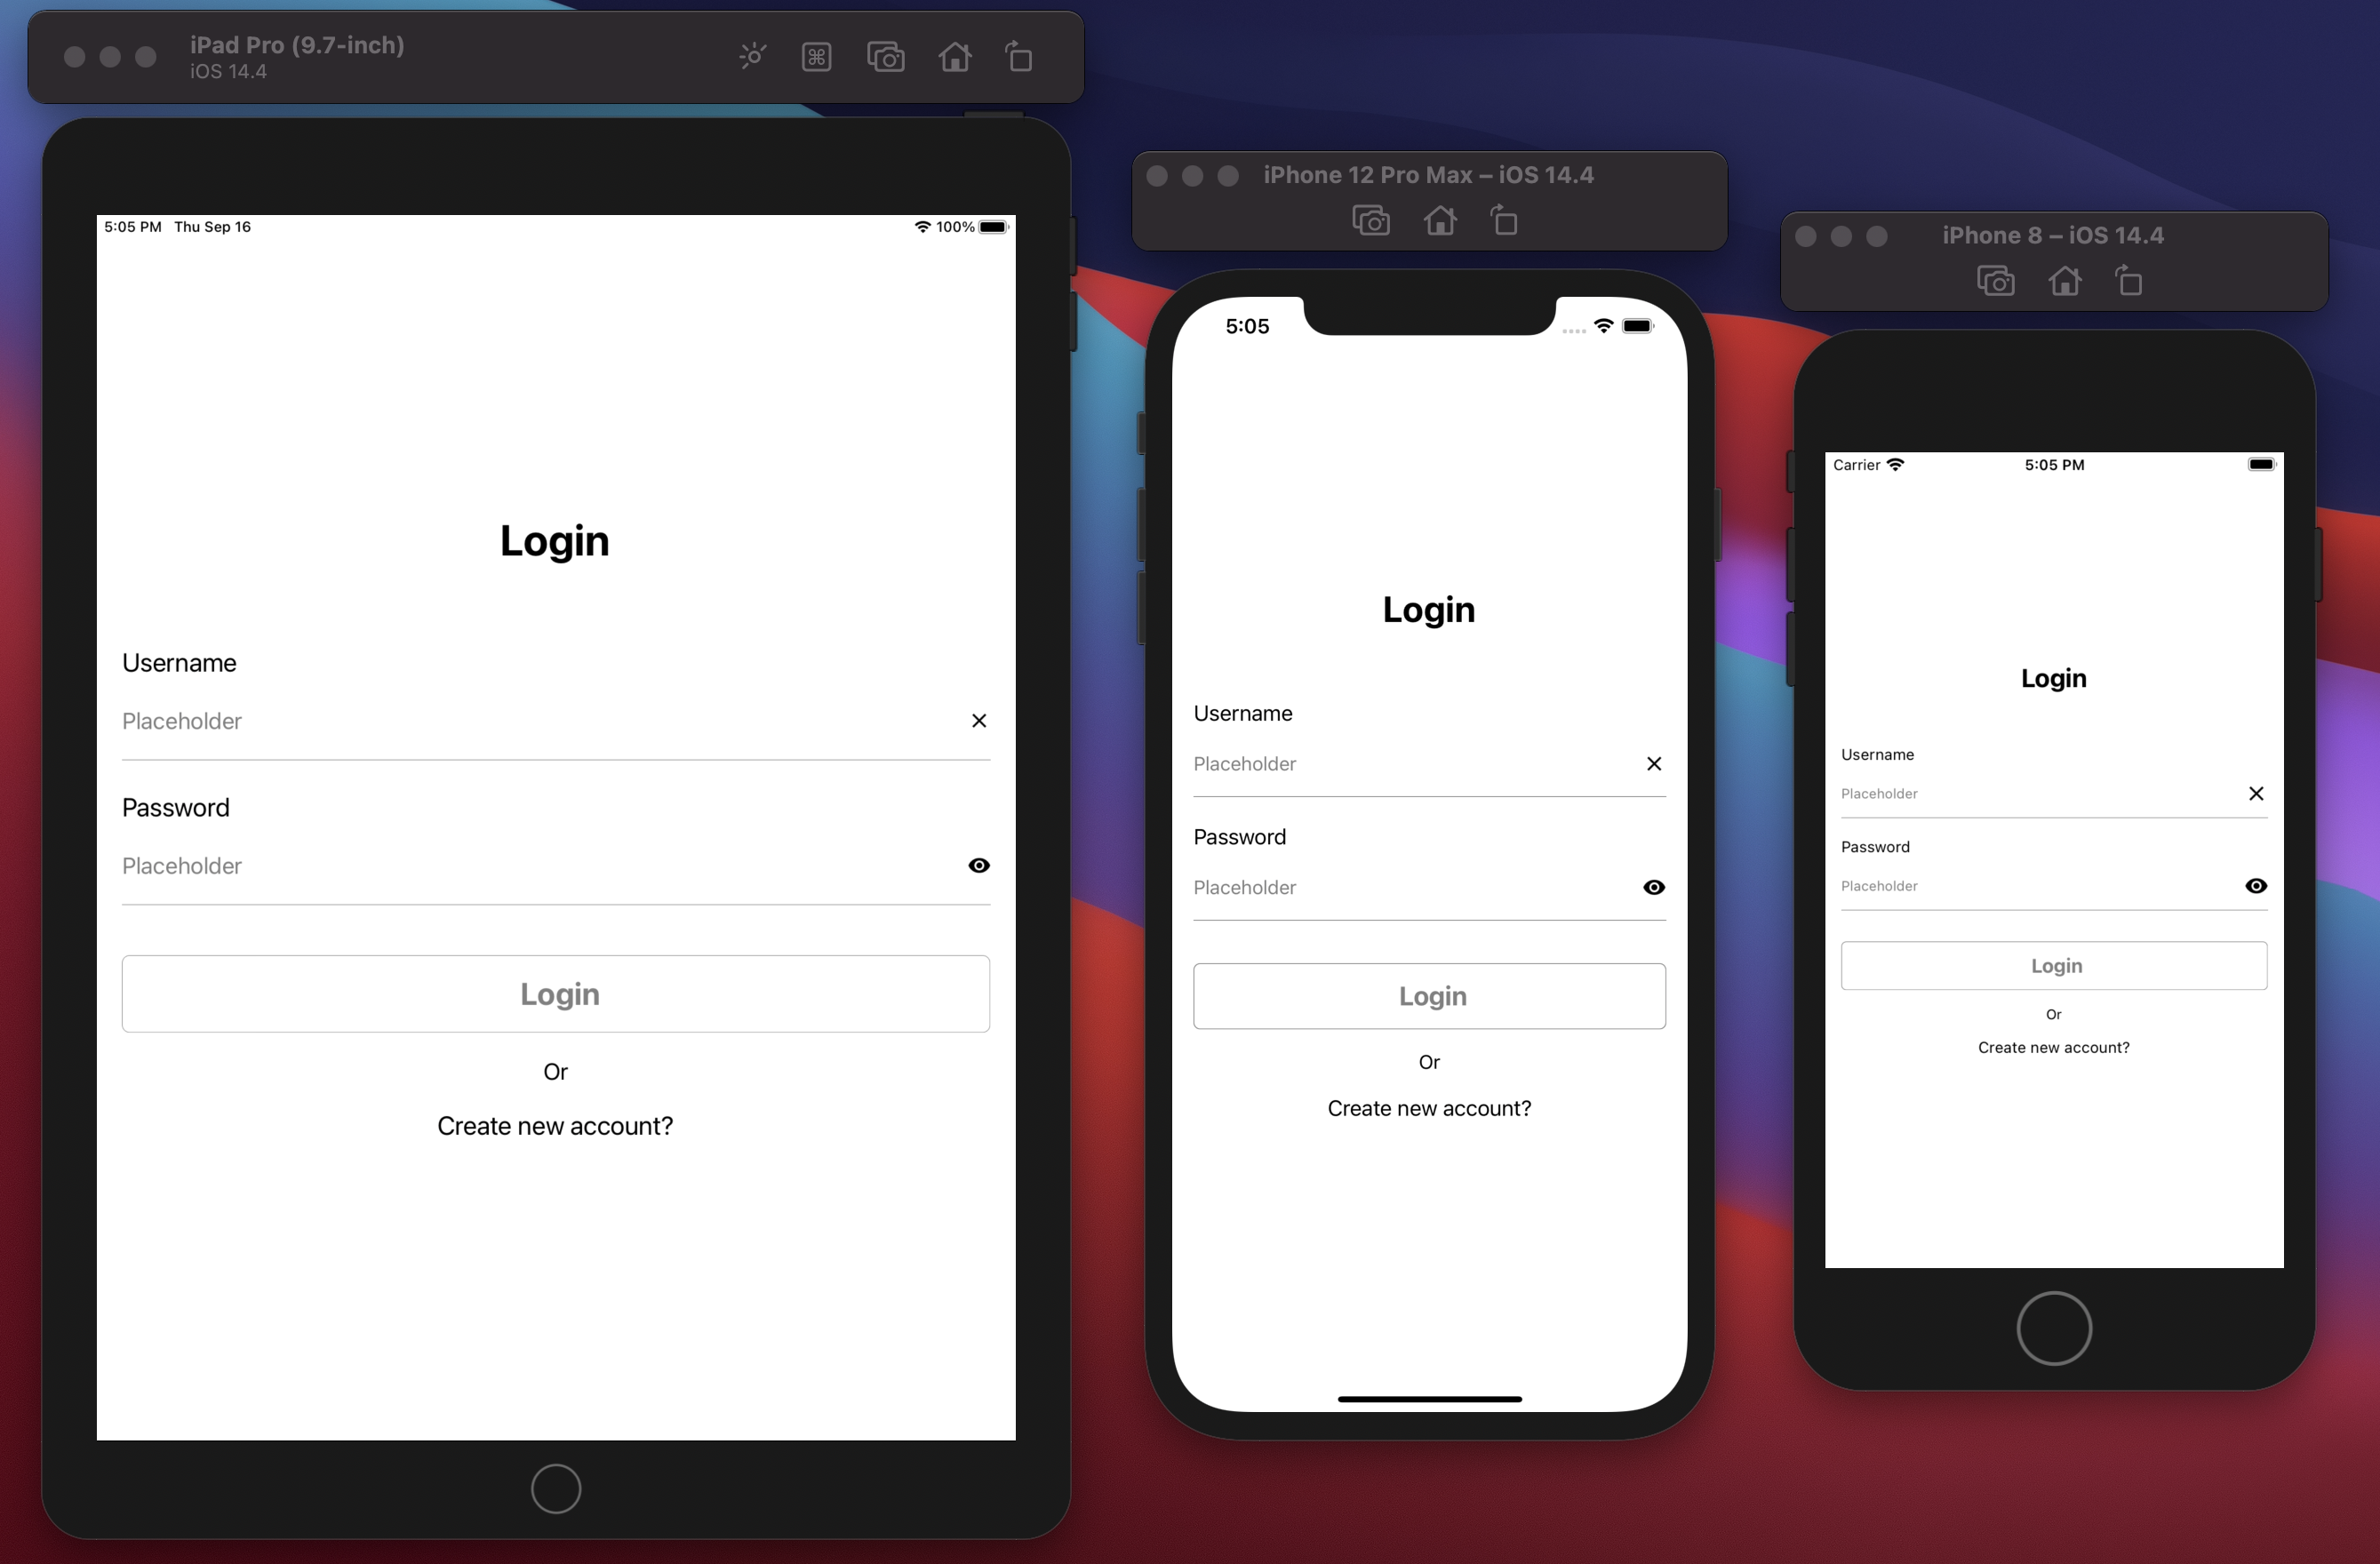 iPad Pro (9.7-inch)
iOS 14.4
5:05 PM Thu Sep 16
100%
Login
Username
Placeholder
Password
Placeholder
Login
Or
Create new account?
iPhone 12 Pro Max – iOS 14.4
5:05
Login
Username
Placeholder
Password
Placeholder
Login
Or
Create new account?
iPhone 8 – iOS 14.4
Carrier 5:05 PM
Login
Username
Placeholder
Password
Placeholder
Login
Or
Create new account?